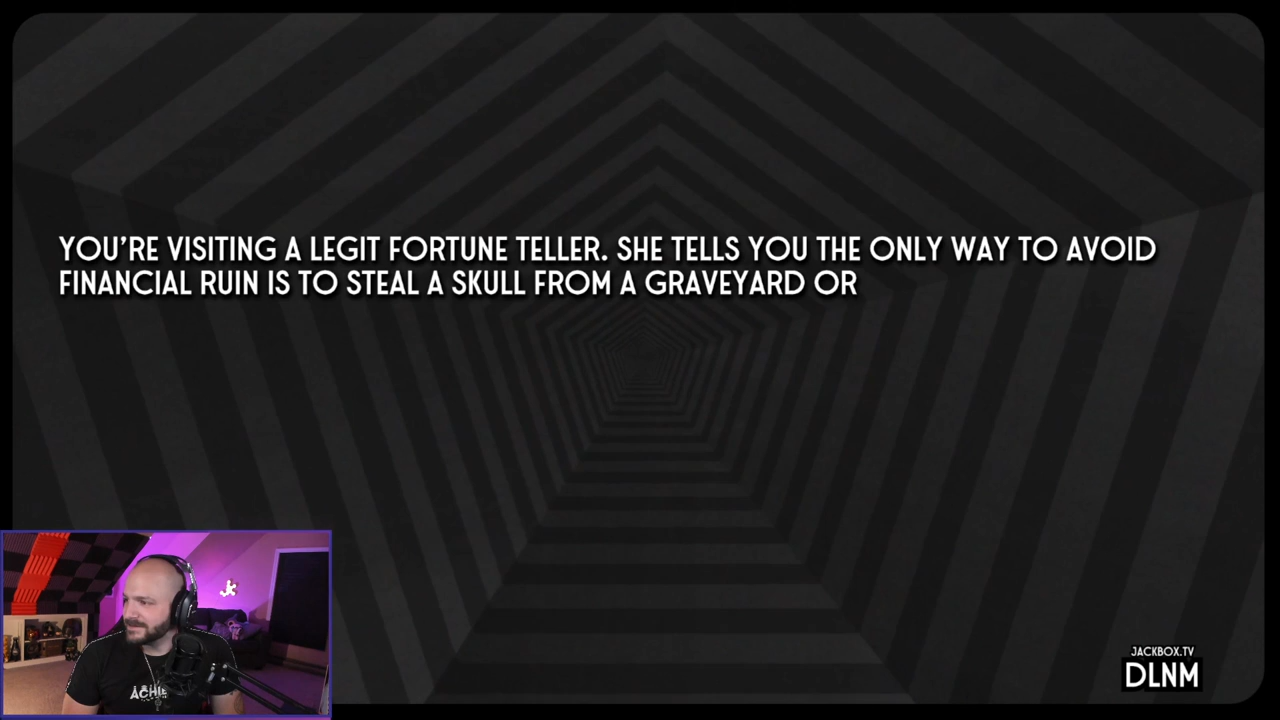 YOU'RE VISITING A LEGIT FORTUNE TELLER. SHE TELLS YOU THE ONLY WAY TO AVOID
FINANCIAL RUIN IS TO STEAL A SKULL FROM A GRAVEYARD OR
JACKBOX.TV
DLNM